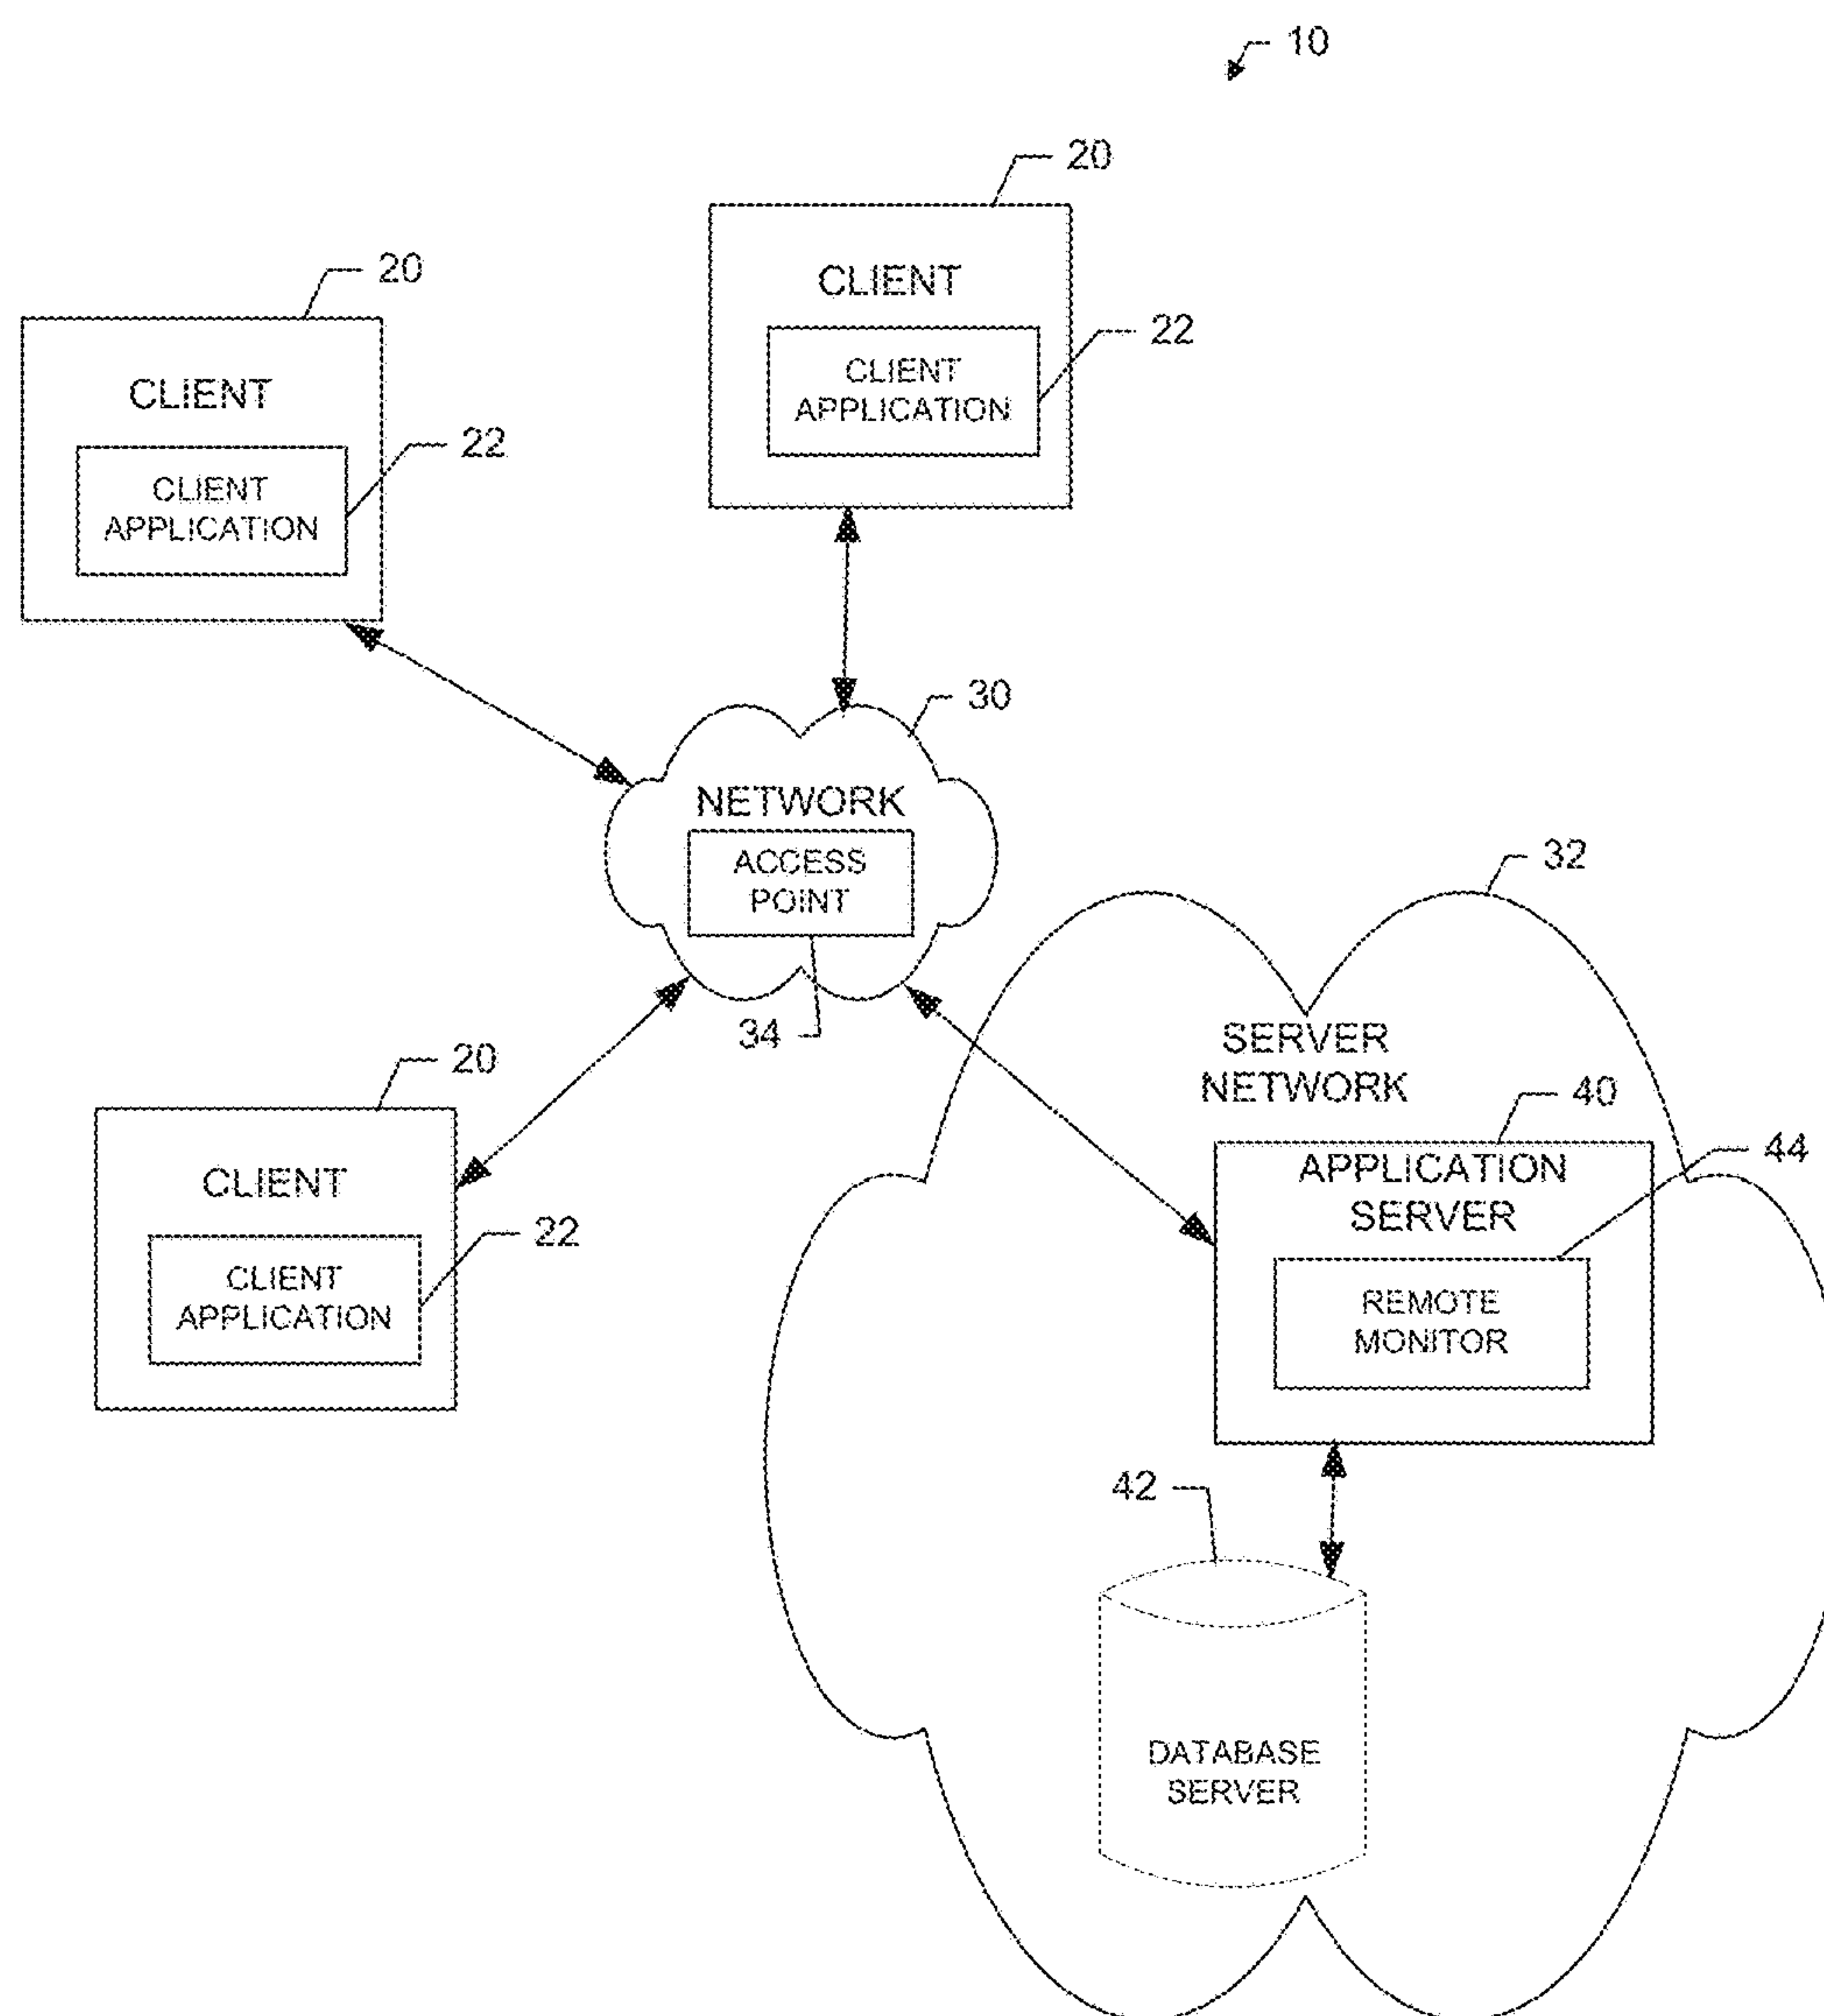 10
20
CLIENT
22
CLIENT
APPLICATION
20
CLIENT
22
CLIENT
APPLICATION
30
NETWORK
ACCESS
POINT
34
20
CLIENT
22
CLIENT
APPLICATION
32
SERVER
NETWORK
40
APPLICATION
SERVER
44
REMOTE
MONITOR
42
DATABASE
SERVER